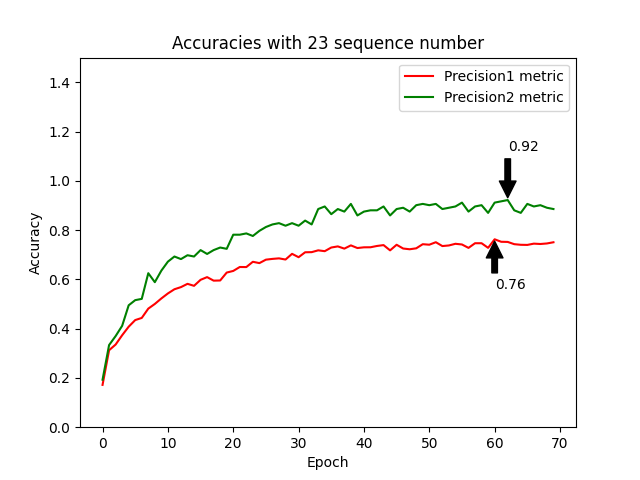 Accuracies with 23 sequence number
Precision1 metric
Precision2 metric
0.92
0.76
Accuracy
1.4
1.2
1.0
0.8
0.6
0.4
0.2
0.0
0 10 20 30 40 50 60 70
Epoch